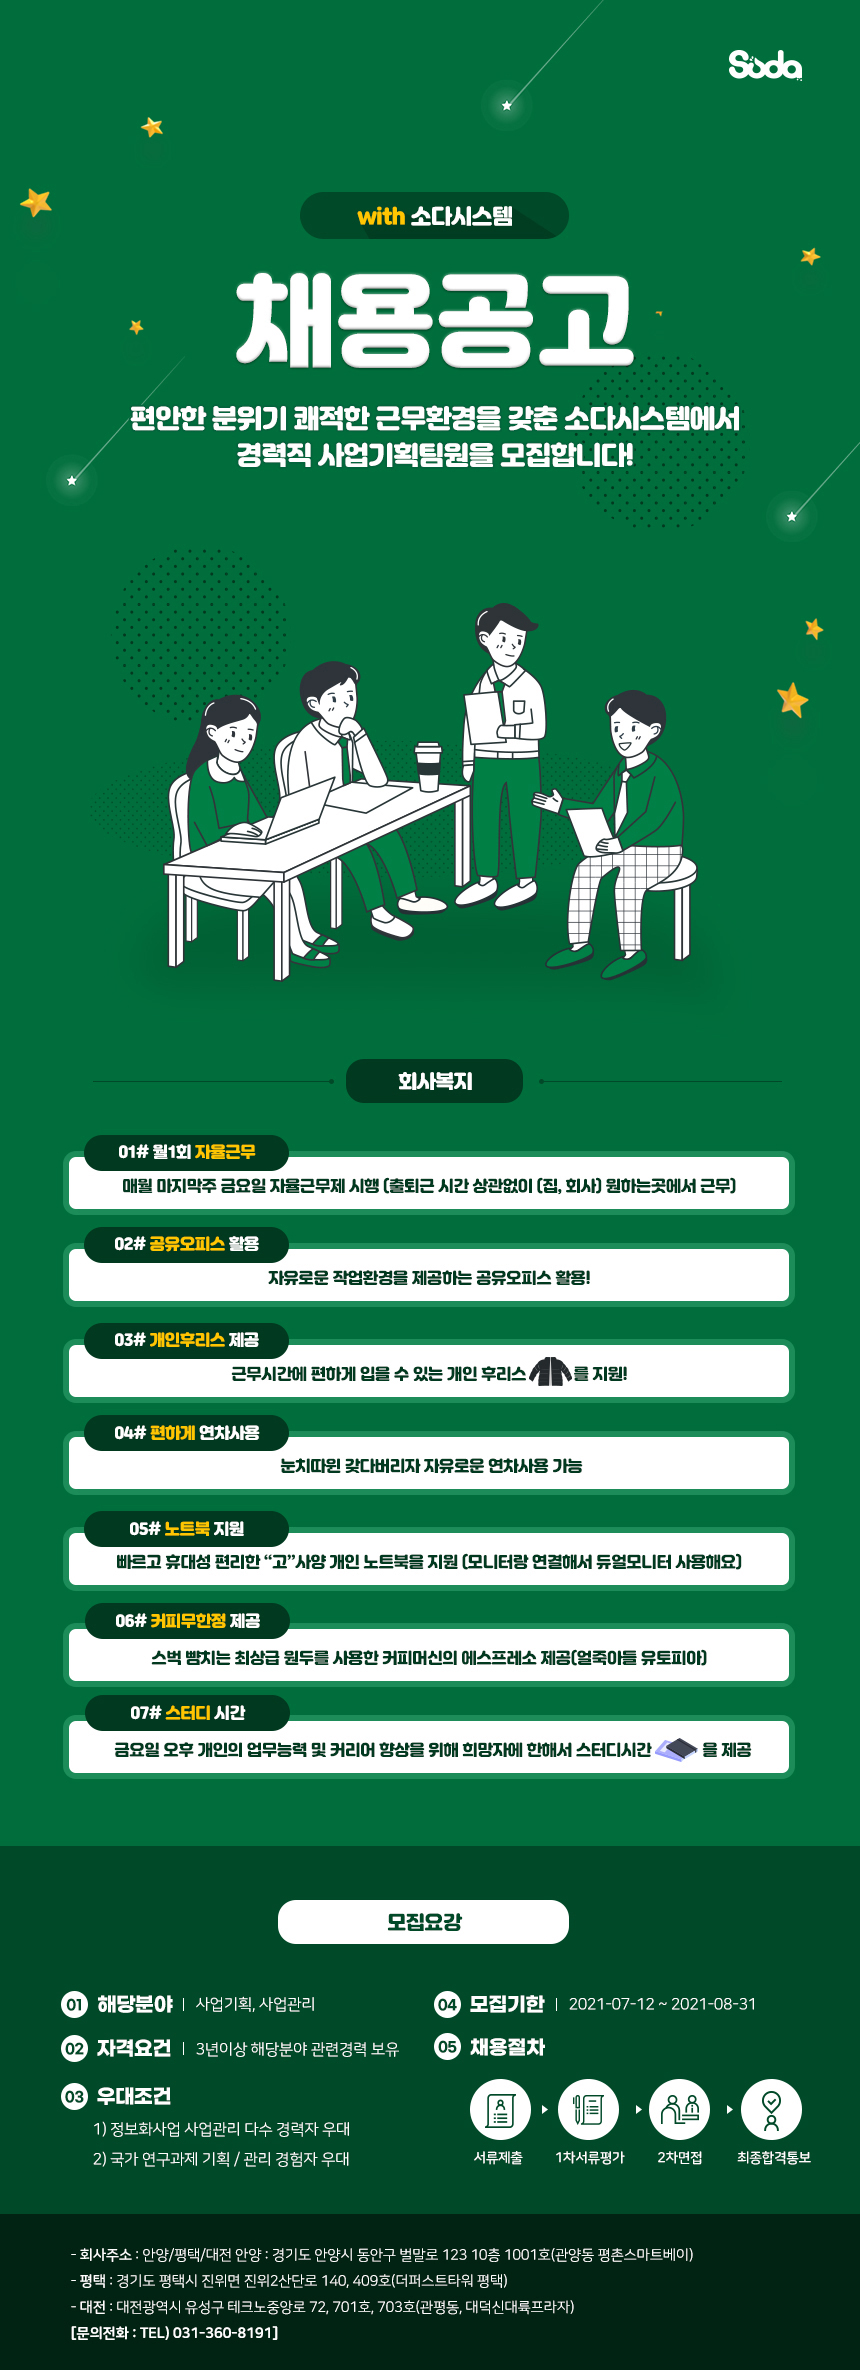 Soda
with 소다시스템
채용공고
편안한 분위기 쾌적한 근무환경을 갖춘 소다시스템에서
경력직 사업기획팀원을 모집합니다!
회사복지
01# 월1회 자율근무
매월 마지막주 금요일 자율근무제 시행 (출퇴근 시간 상관없이 (집, 회사) 원하는곳에서 근무)
02# 공유오피스 활용
자유로운 작업환경을 제공하는 공유오피스 활용!
03# 개인후리스 제공
근무시간에 편하게 입을 수 있는 개인 후리스 를 지원!
04# 편하게 연차사용
눈치따윈 갖다버리자 자유로운 연차사용 가능
05# 노트북 지원
빠르고 휴대성 편리한 “고”사양 개인 노트북을 지원 (모니터랑 연결해서 듀얼모니터 사용해요)
06# 커피무한정 제공
스벅 뺨치는 최상급 원두를 사용한 커피머신의 에스프레소 제공(얼죽아들 유토피아)
07# 스터디 시간
금요일 오후 개인의 업무능력 및 커리어 향상을 위해 희망자에 한해서 스터디시간 을 제공
모집요강
01 해당분야 | 사업기획, 사업관리
02 자격요건 | 3년이상 해당분야 관련경력 보유
03 우대조건
1) 정보화사업 사업관리 다수 경력자 우대
2) 국가 연구과제 기획 / 관리 경험자 우대
04 모집기한 | 2021-07-12 ~ 2021-08-31
05 채용절차
서류제출 1차서류평가 2차면접 최종합격통보
- 회사주소 : 안양/평택/대전 안양 : 경기도 안양시 동안구 벌말로 123 10층 1001호(관양동 평촌스마트베이)
- 평택 : 경기도 평택시 진위면 진위2산단로 140, 409호(더퍼스트타워 평택)
- 대전 : 대전광역시 유성구 테크노중앙로 72, 701호, 703호(관평동, 대덕신대륙프라자)
[문의전화 : TEL) 031-360-8191]